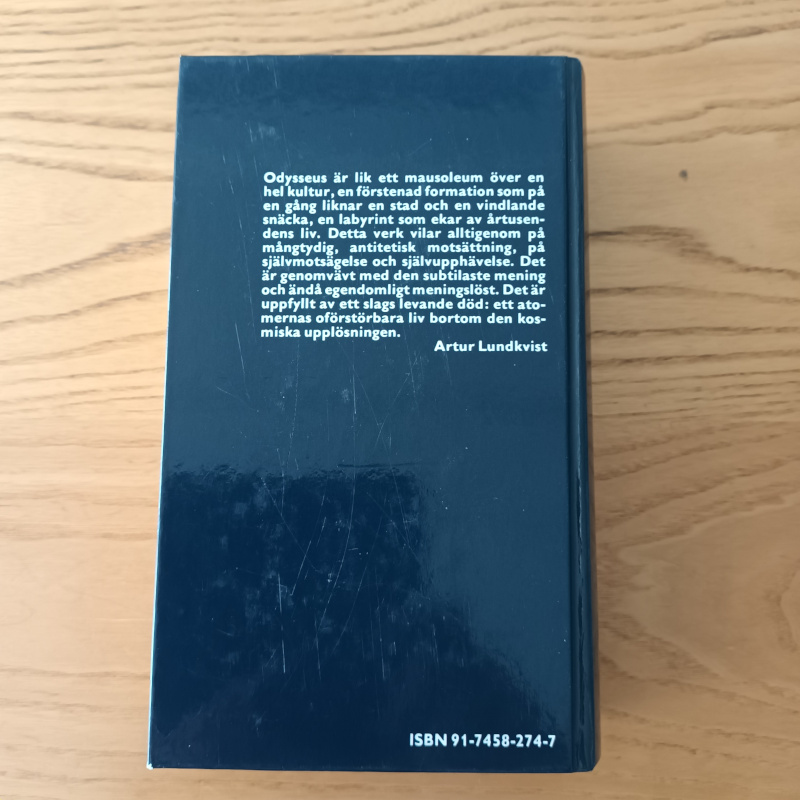 Odysseus är lik ett mausoleum över en
hel kultur, en förstenad formation som på
en gång liknar en stad och en vindlande
snäcka, en labyrint som ekar av årtusen-
dens liv. Detta verk vilar alltigenom på
mångtydig, antitetisk motsättning, på
självmotsägelse och självupphävelse. Det
är genomvävt med den subtilaste mening
och ändå egendomligt meningslöst. Det är
uppfyllt av ett slags levande död: ett ato-
mernas oförstörbara liv bortom den kos-
miska upplösningen.
Artur Lundkvist
ISBN 91-7458-274-7